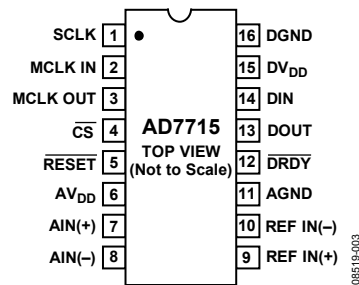 SCLK 1 16 DGND
MCLK IN 2 15 DVDD
MCLK OUT 3 14 DIN
CS 4 AD7715 13 DOUT
RESET 5 TOP VIEW 12 DRDY
(Not to Scale)
AVDD 6 11 AGND
AIN(+) 7 10 REF IN(–)
AIN(–) 8 9 REF IN(+)
08519-003